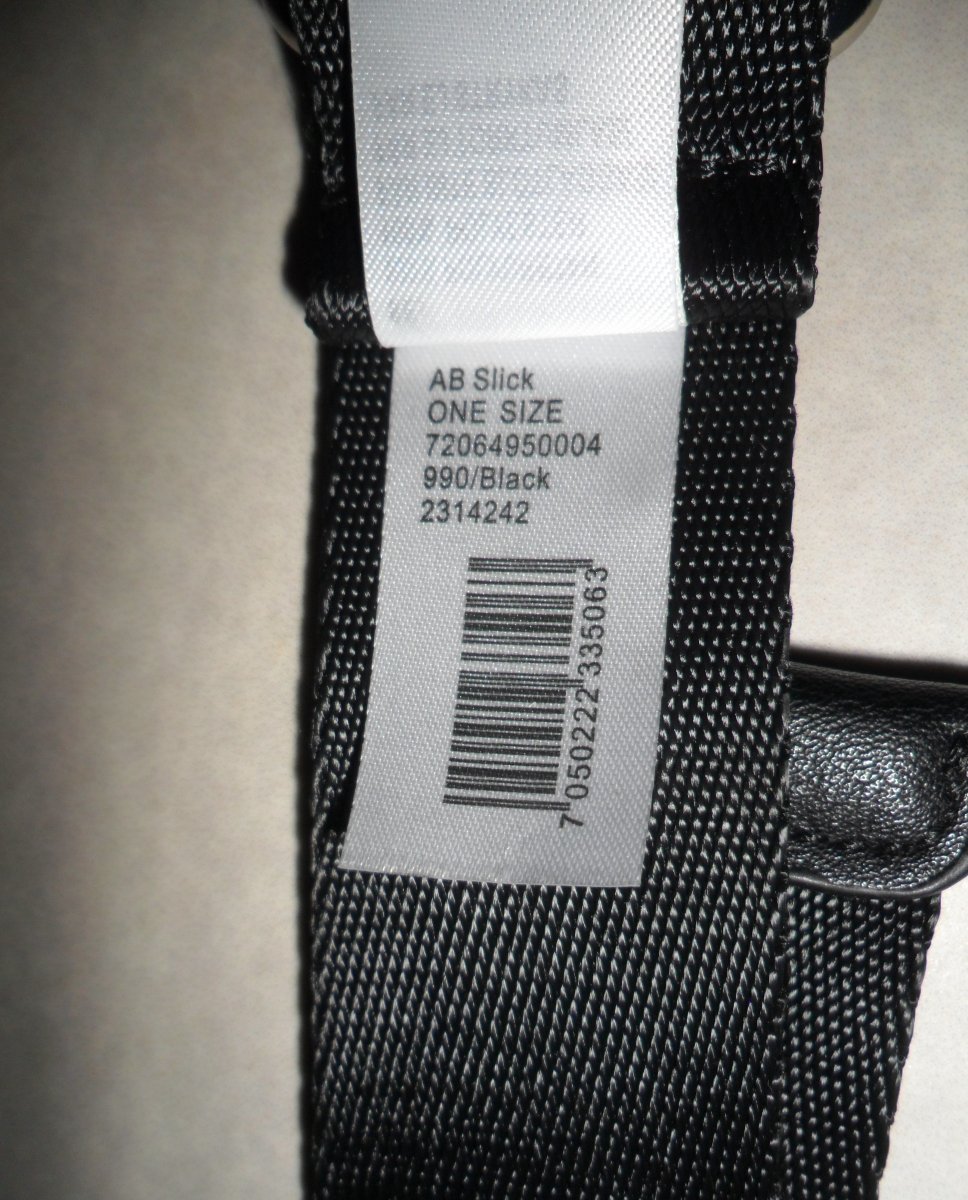 AB Slick
ONE SIZE
72064950004
990/Black
2314242
7 050222 335063